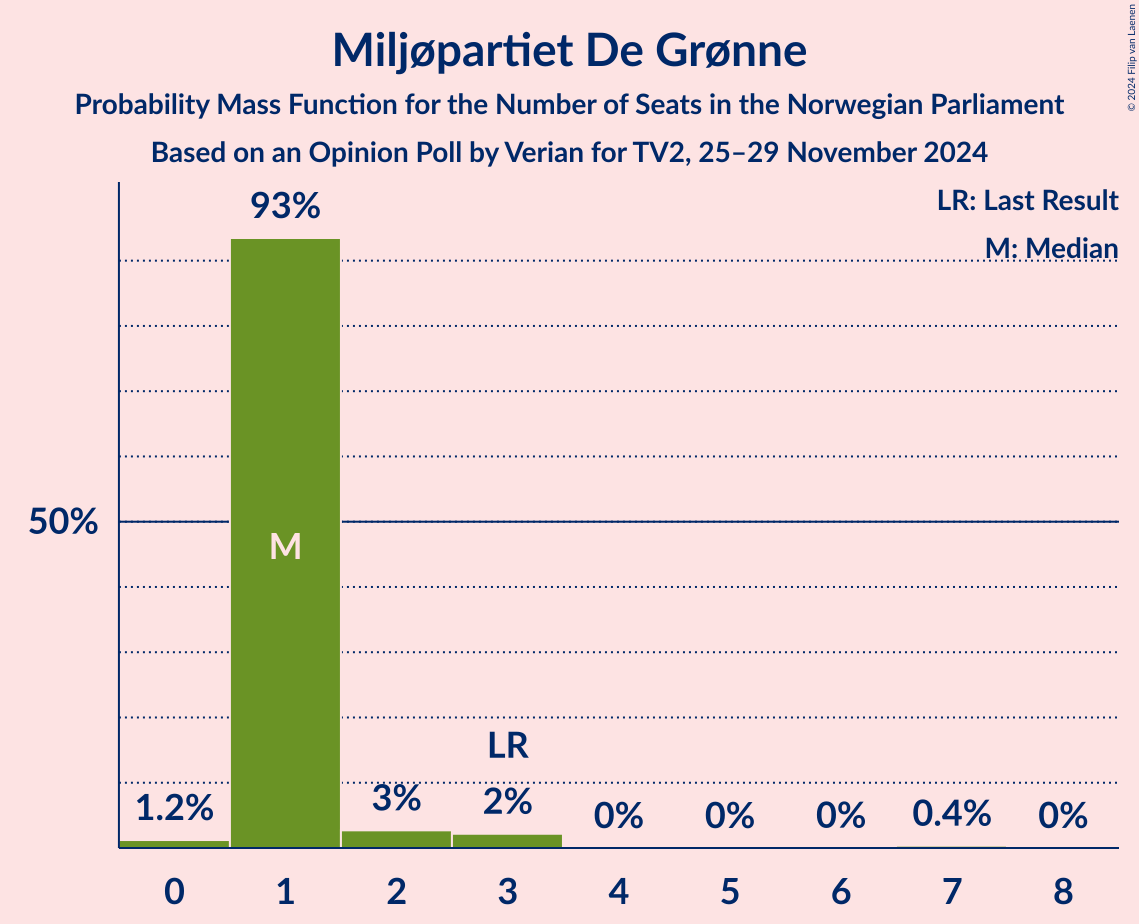 Miljøpartiet De Grønne
Probability Mass Function for the Number of Seats in the Norwegian Parliament
Based on an Opinion Poll by Verian for TV2, 25–29 November 2024
© 2024 Filip van Laenen
LR: Last Result
M: Median
93%
50%
M
LR
1.2%
3%
2%
0%
0%
0%
0.4%
0%
0 1 2 3 4 5 6 7 8